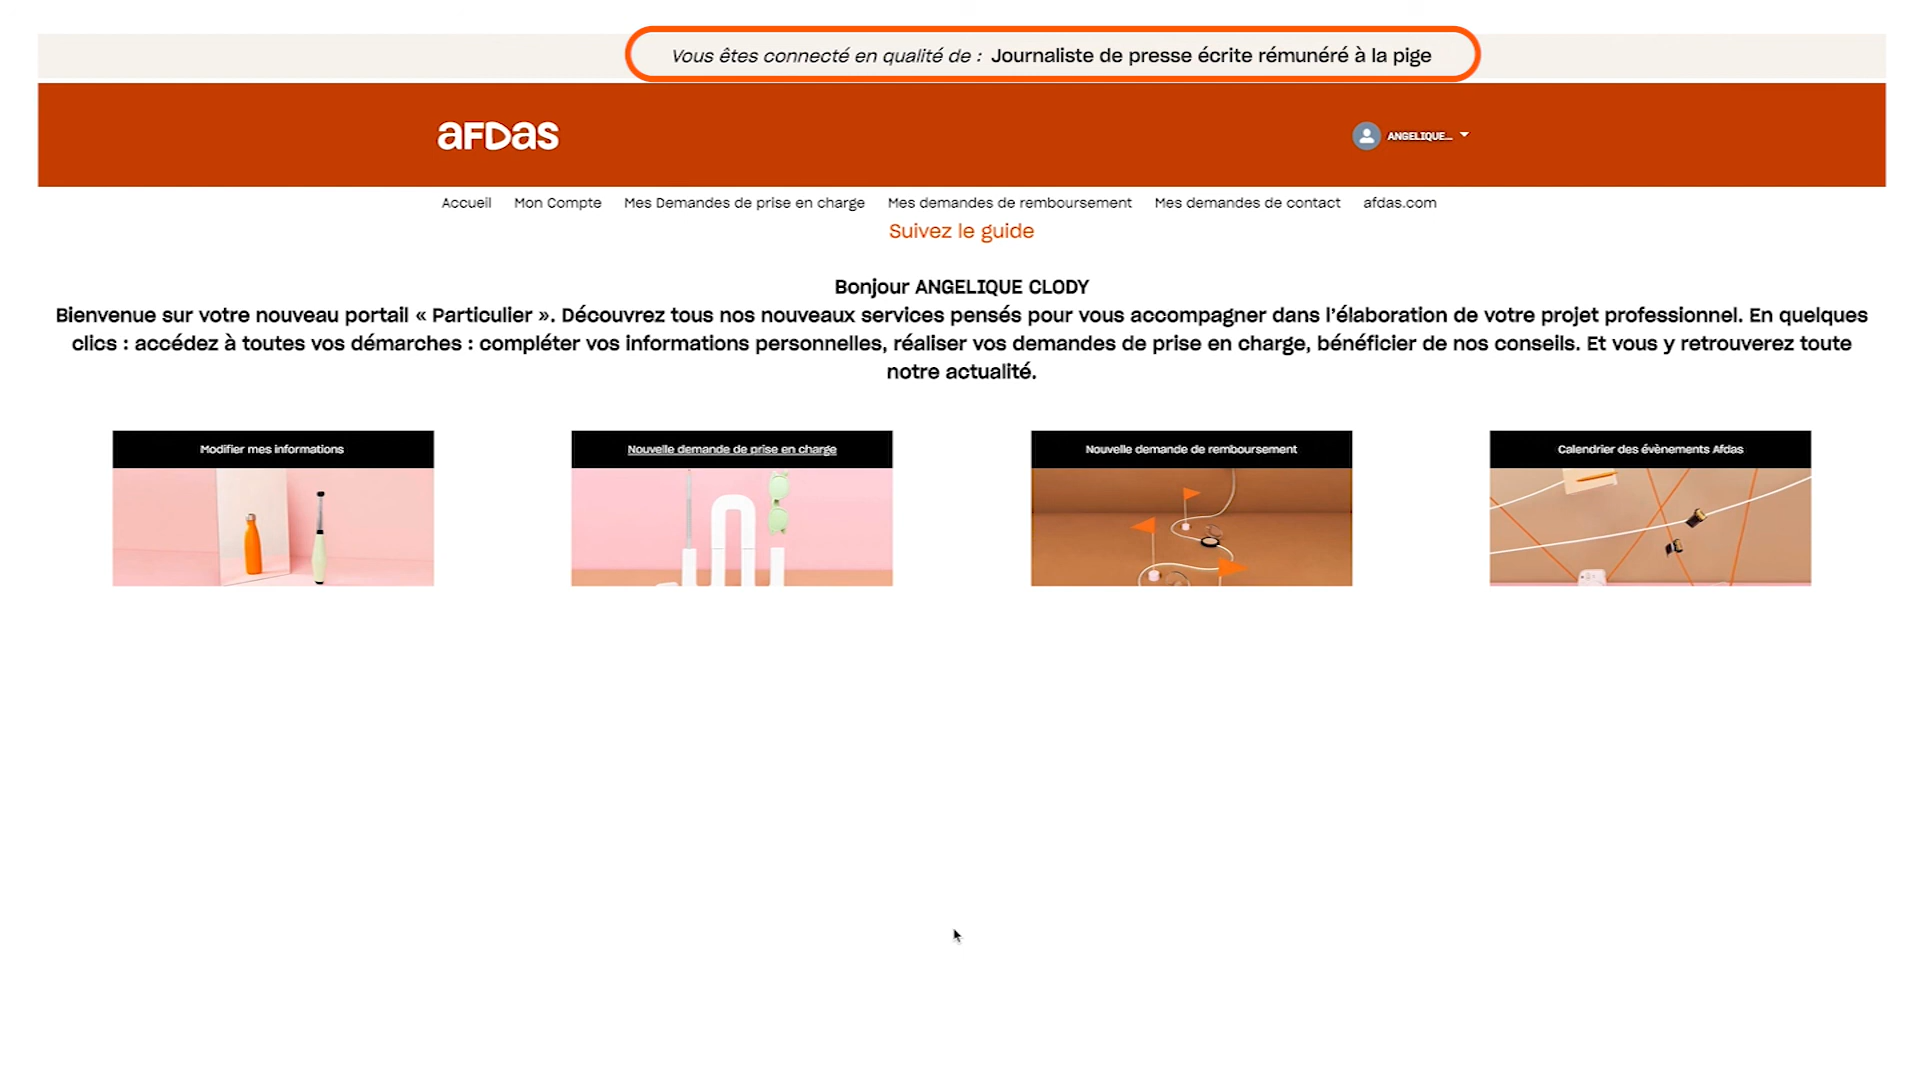 Vous êtes connecté en qualité de : Journaliste de presse écrite rémunéré à la pige
aFDas
ANGELIQUE...
Accueil Mon Compte Mes Demandes de prise en charge Mes demandes de remboursement Mes demandes de contact afdas.com
Suivez le guide
Bonjour ANGELIQUE CLODY
Bienvenue sur votre nouveau portail « Particulier ». Découvrez tous nos nouveaux services pensés pour vous accompagner dans l'élaboration de votre projet professionnel. En quelques
clics : accédez à toutes vos démarches : compléter vos informations personnelles, réaliser vos demandes de prise en charge, bénéficier de nos conseils. Et vous y retrouverez toute
notre actualité.
Modifier mes informations
Nouvelle demande de prise en charge
Nouvelle demande de remboursement
Calendrier des évènements Afdas